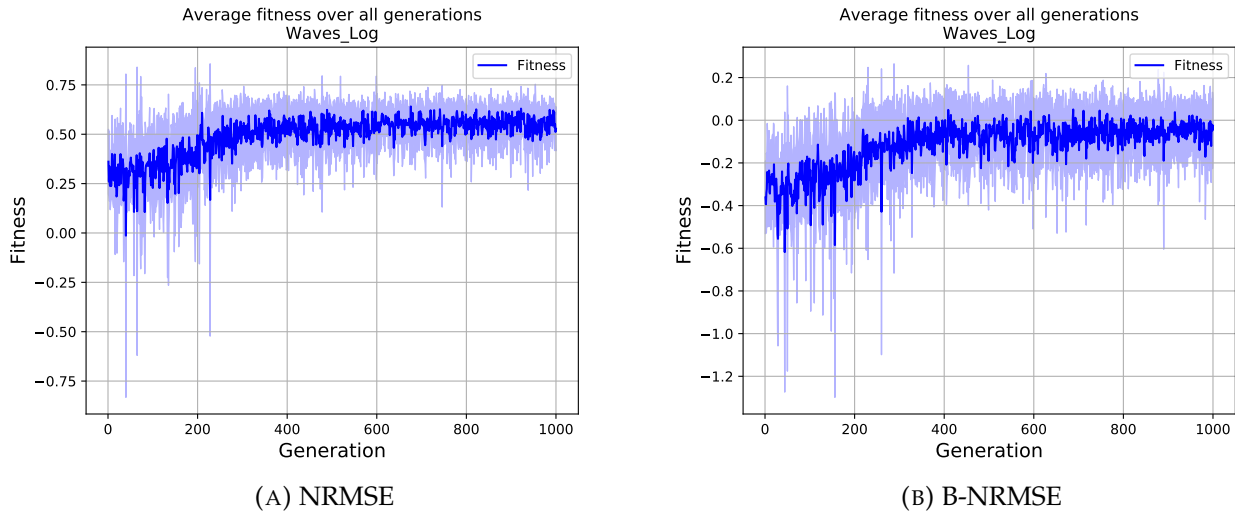 Average fitness over all generations
Waves_Log
Fitness
0.75
0.50
0.25
0.00
−0.25
−0.50
−0.75
Fitness
0 200 400 600 800 1000
Generation
(A) NRMSE
Average fitness over all generations
Waves_Log
Fitness
0.2
0.0
−0.2
−0.4
−0.6
−0.8
−1.0
−1.2
Fitness
0 200 400 600 800 1000
Generation
(B) B-NRMSE